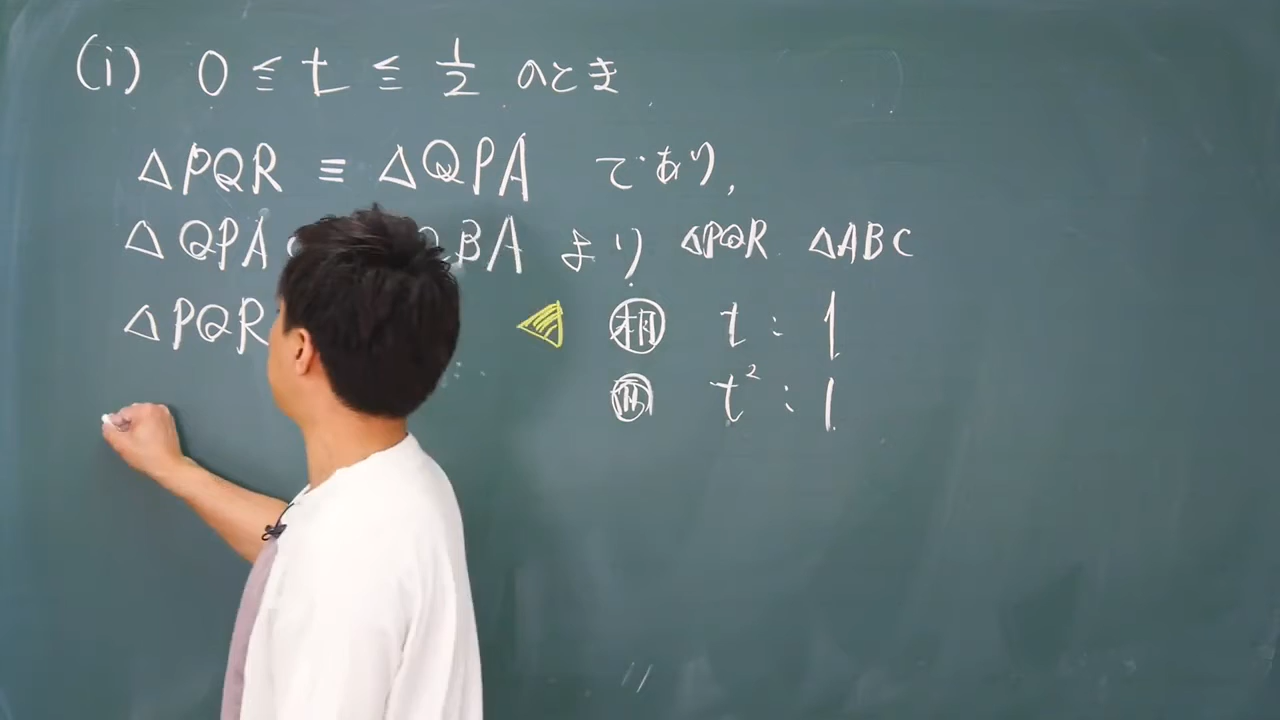 (i) 0 ≦ t ≦ 1/2 のとき
△PQR ≡ △QPA であり,
△QPA BA より △PQR △ABC
△PQR 相 t : 1
面 t² : 1